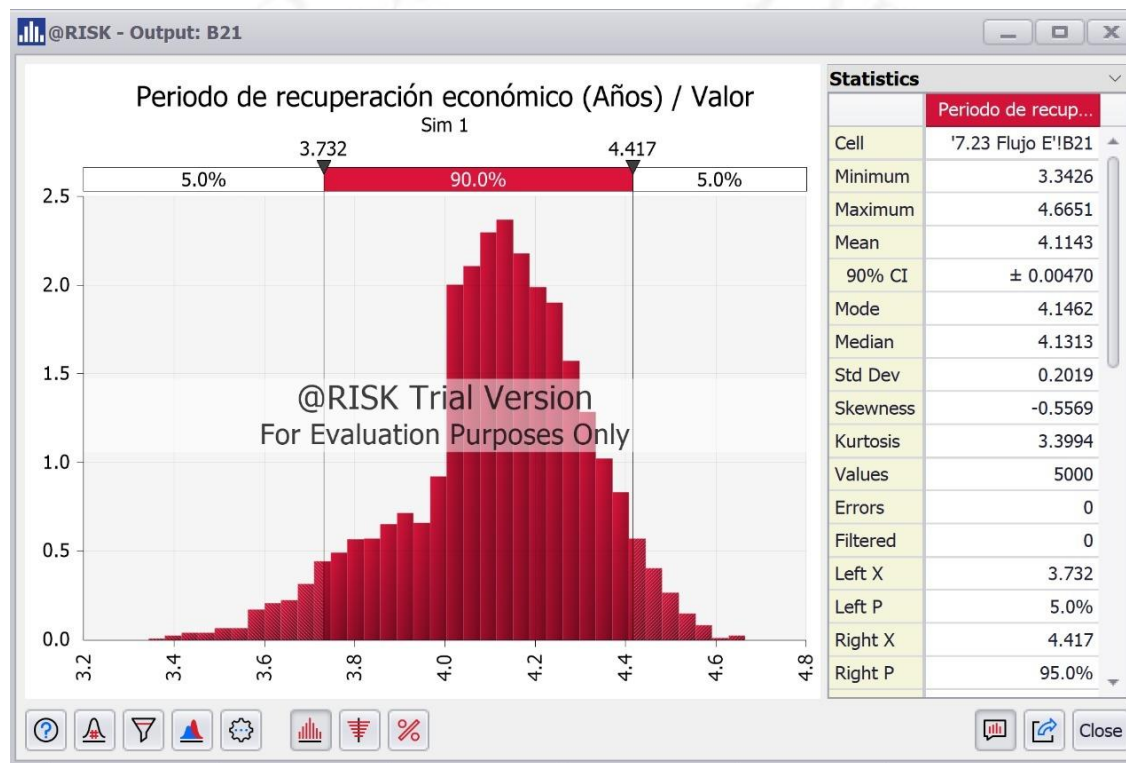 @RISK - Output: B21
Periodo de recuperación económico (Años) / Valor
Sim 1
3.732 4.417
5.0% 90.0% 5.0%
2.5
2.0
1.5
1.0
0.5
0.0
3.2 3.4 3.6 3.8 4.0 4.2 4.4 4.6 4.8
@RISK Trial Version
For Evaluation Purposes Only
Statistics
Periodo de recup...
Cell '7.23 Flujo E'!B21
Minimum 3.3426
Maximum 4.6651
Mean 4.1143
90% CI ± 0.00470
Mode 4.1462
Median 4.1313
Std Dev 0.2019
Skewness -0.5569
Kurtosis 3.3994
Values 5000
Errors 0
Filtered 0
Left X 3.732
Left P 5.0%
Right X 4.417
Right P 95.0%
Close